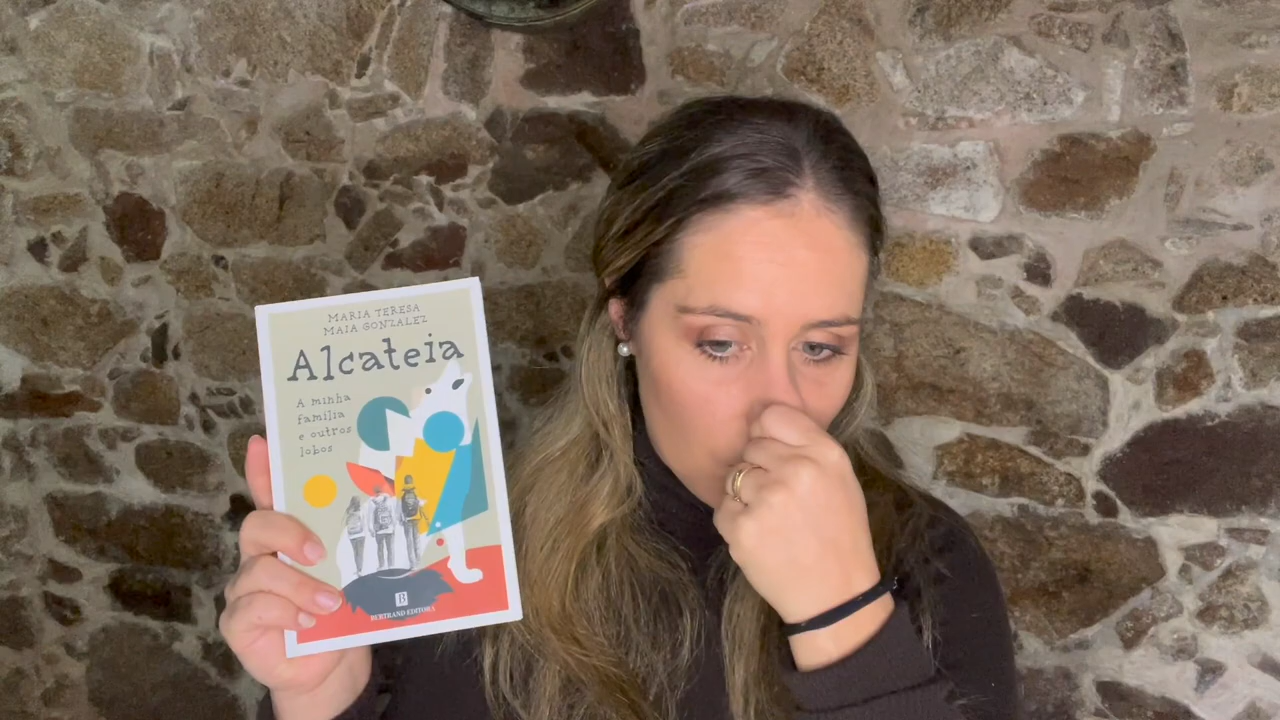 MARIA TERESA
MAIA GONZALEZ
Alcateia
A minha
família
e outros
lobos
B
BERTRAND EDITORA